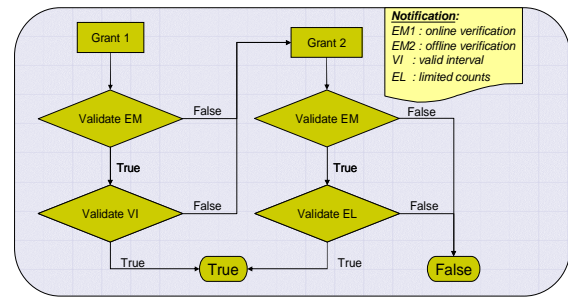 Grant 1
Grant 2
Notification:
EM1 : online verification
EM2 : offline verification
VI : valid interval
EL : limited counts
Validate EM
False
Validate EM
False
True
True
Validate VI
False
Validate EL
False
True
True
True
False